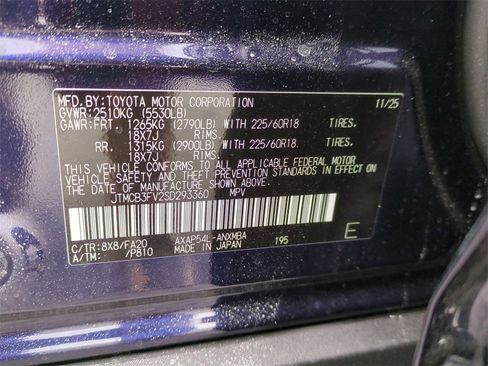 MFD.BY:TOYOTA MOTOR CORPORATION 11/25
GVWR:2510KG (5530LB)
GAWR:FRT. 1265KG (2790LB) WITH 225/60R18 TIRES.
18X7J RIMS.
RR. 1315KG (2900LB) WITH 225/60R18 TIRES.
18X7J RIMS.
THIS VEHICLE CONFORMS TO ALL APPLICABLE FEDERAL MOTOR
VEHICLE SAFETY STANDARDS IN EFFECT ON THE DATE OF
MANUFACTURE SHOWN ABOVE.
JTMCB3FV2SD293360 MPV
C/TR:8X8/FA20 AXAP54L-ANXMBA 195 E
A/TM: /P810 MADE IN JAPAN